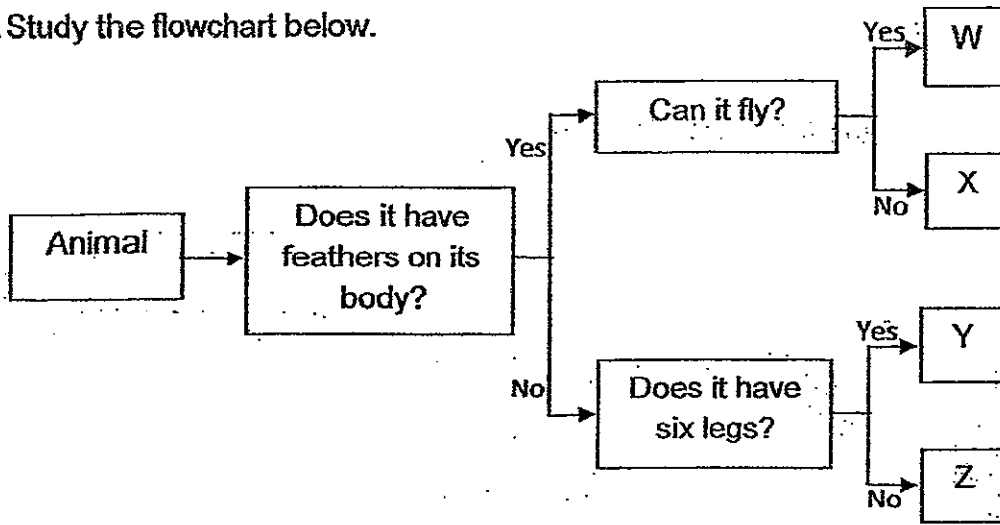 Study the flowchart below.
Animal
Does it have
feathers on its
body?
Yes
Can it fly?
Yes
W
No
X
No
Does it have
six legs?
Yes
Y
No
Z